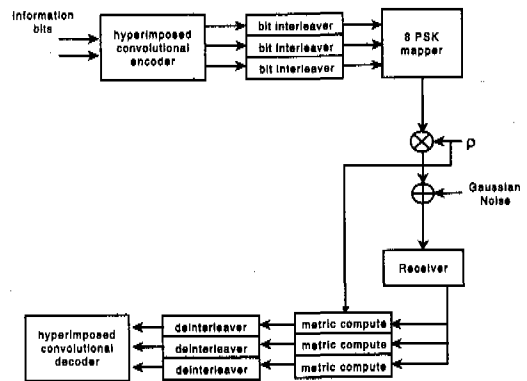 Information
bits
hyperimposed
convolutional
encoder
bit interleaver
bit interleaver
bit interleaver
8 PSK
mapper
ρ
Gaussian
Noise
Receiver
metric compute
metric compute
metric compute
deinterleaver
deinterleaver
deinterleaver
hyperimposed
convolutional
decoder